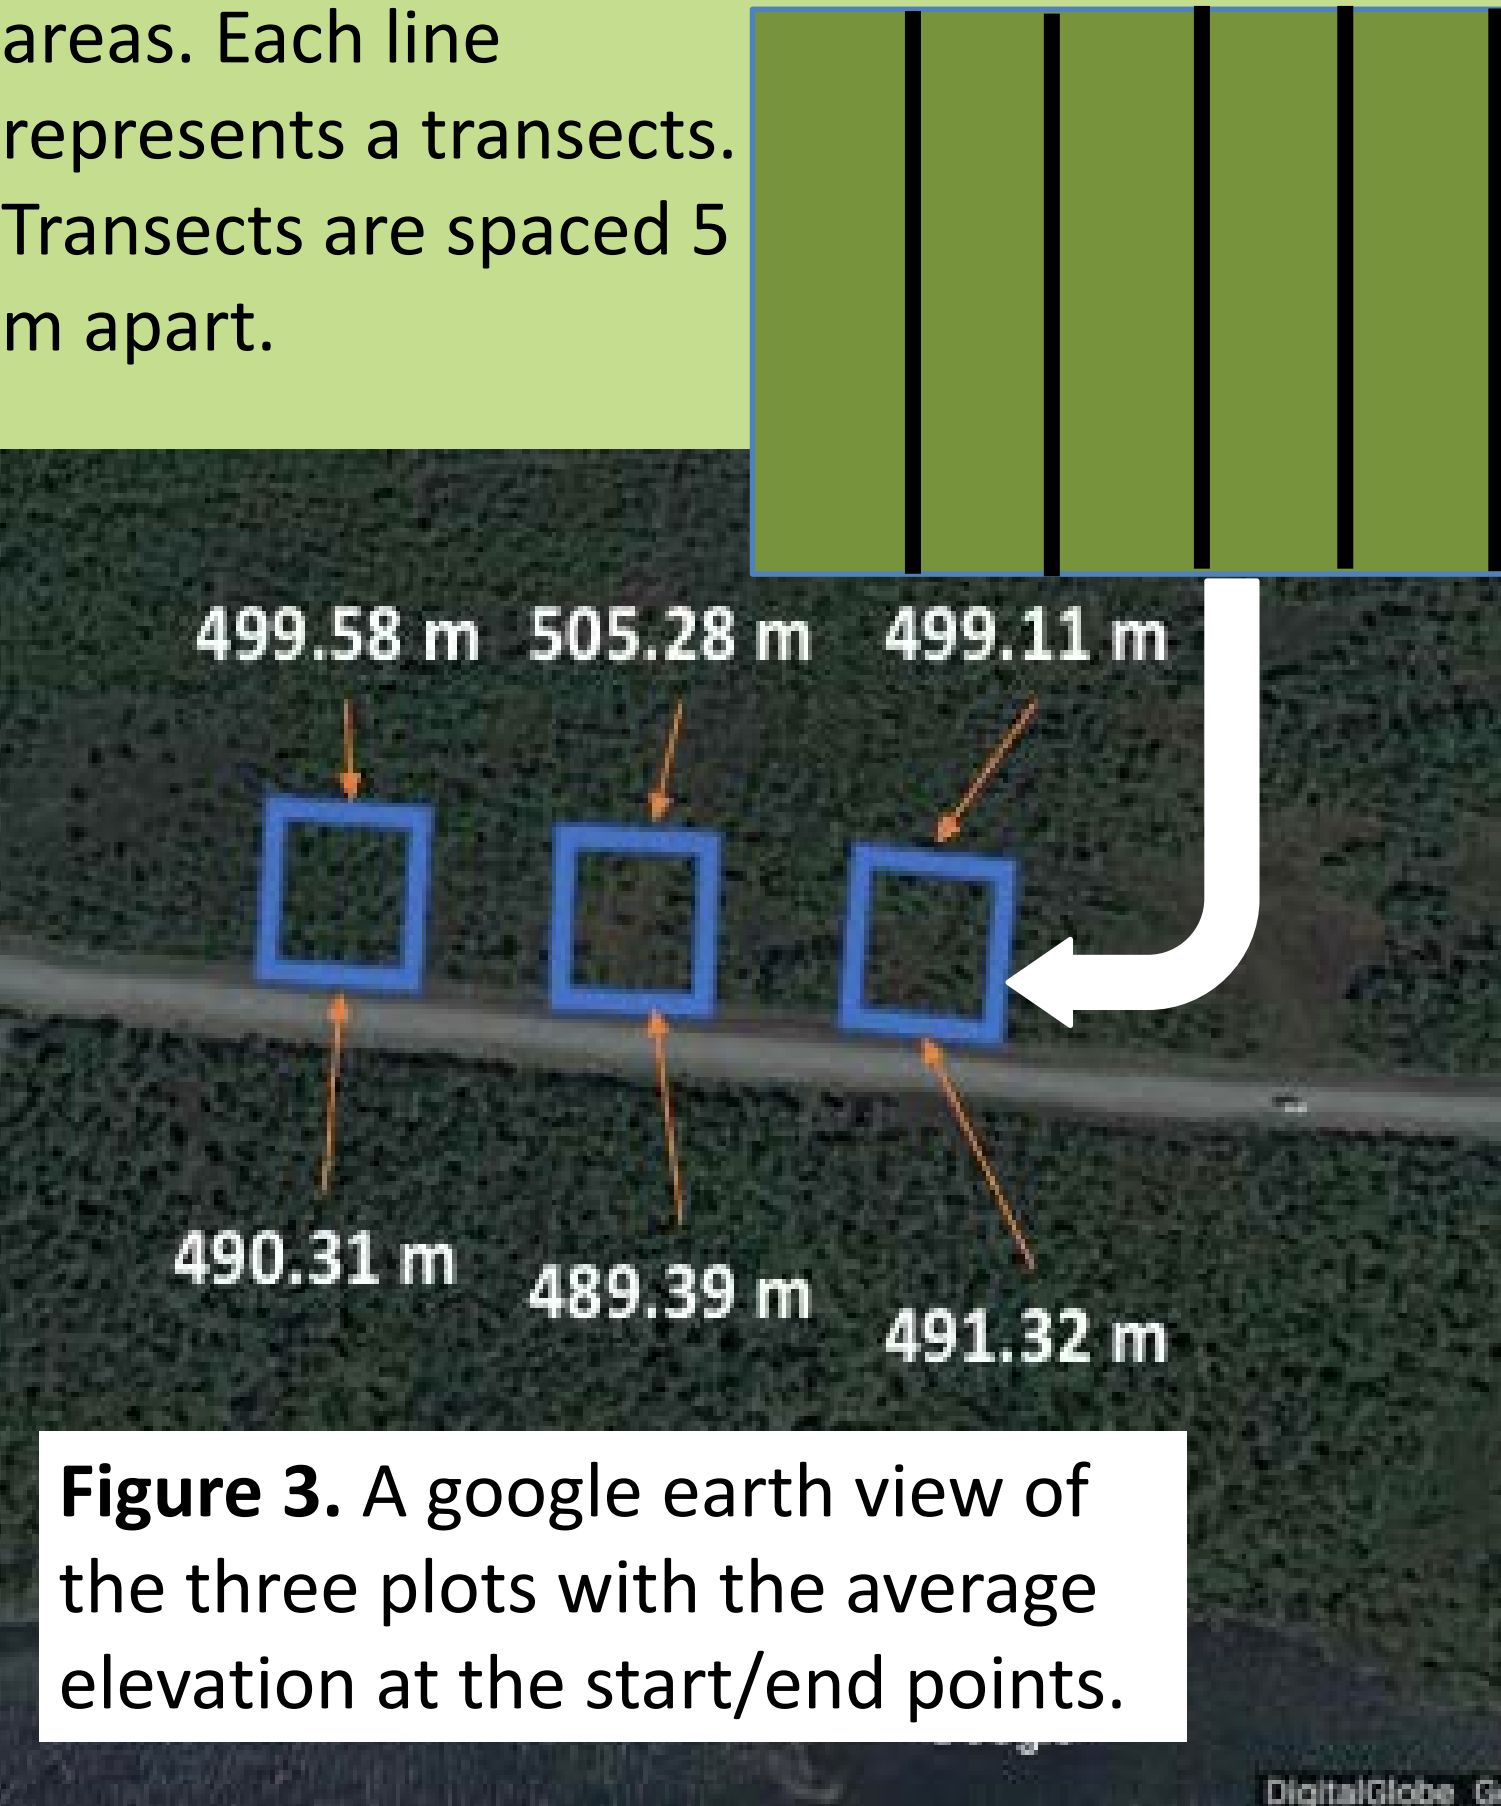 areas. Each line
represents a transects.
Transects are spaced 5
m apart.
499.58 m 505.28 m 499.11 m
490.31 m 489.39 m 491.32 m
Figure 3. A google earth view of
the three plots with the average
elevation at the start/end points.
DigitalGlobe